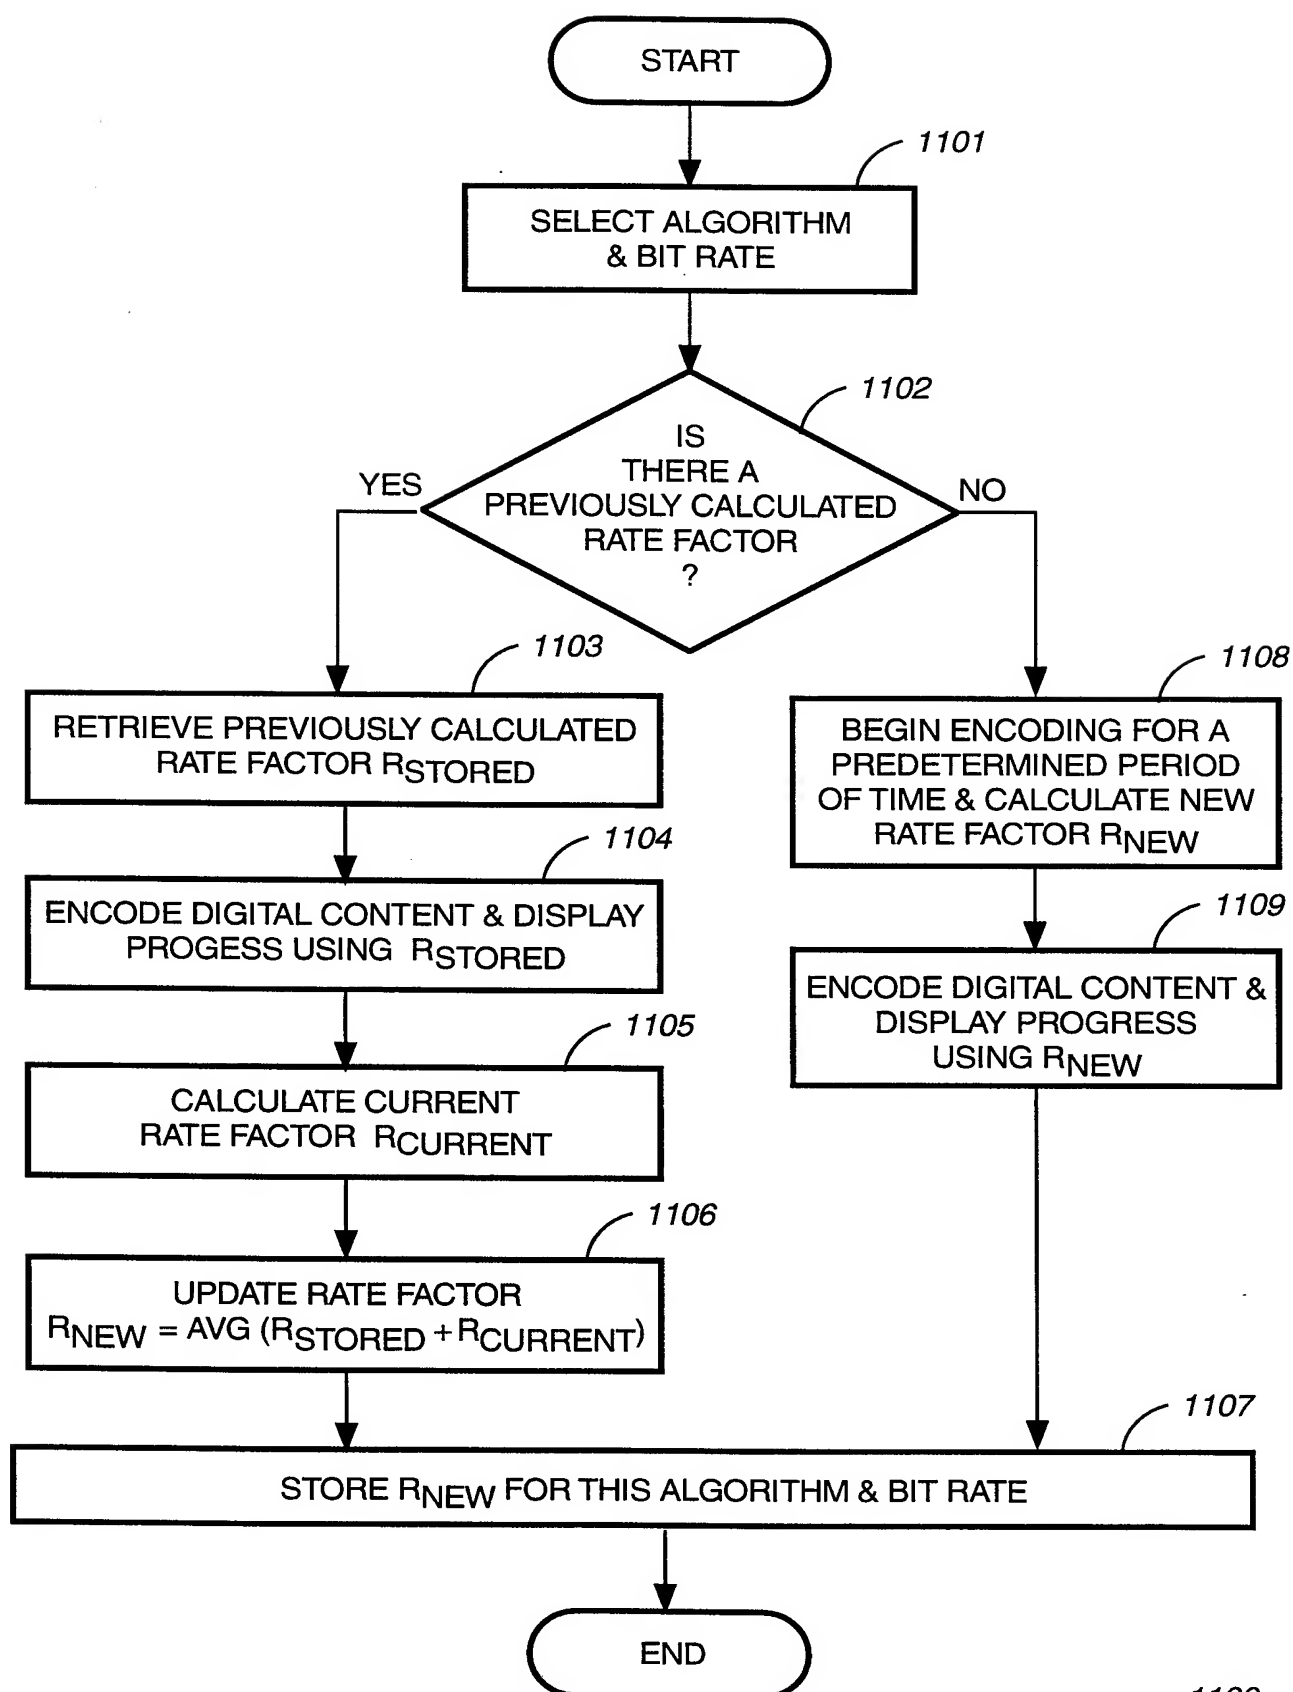 START
1101
SELECT ALGORITHM
& BIT RATE
1102
IS
THERE A
PREVIOUSLY CALCULATED
RATE FACTOR
?
YES
NO
1103
RETRIEVE PREVIOUSLY CALCULATED
RATE FACTOR RSTORED
1104
ENCODE DIGITAL CONTENT & DISPLAY
PROGESS USING RSTORED
1105
CALCULATE CURRENT
RATE FACTOR RCURRENT
1106
UPDATE RATE FACTOR
RNEW = AVG (RSTORED + RCURRENT)
1108
BEGIN ENCODING FOR A
PREDETERMINED PERIOD
OF TIME & CALCULATE NEW
RATE FACTOR RNEW
1109
ENCODE DIGITAL CONTENT &
DISPLAY PROGRESS
USING RNEW
1107
STORE RNEW FOR THIS ALGORITHM & BIT RATE
END